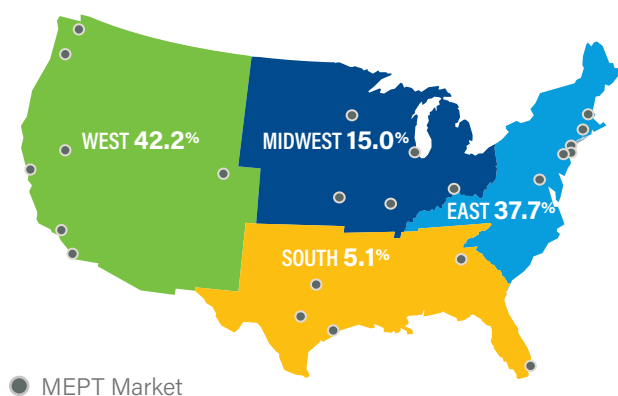 WEST 42.2%
MIDWEST 15.0%
EAST 37.7%
SOUTH 5.1%
MEPT Market